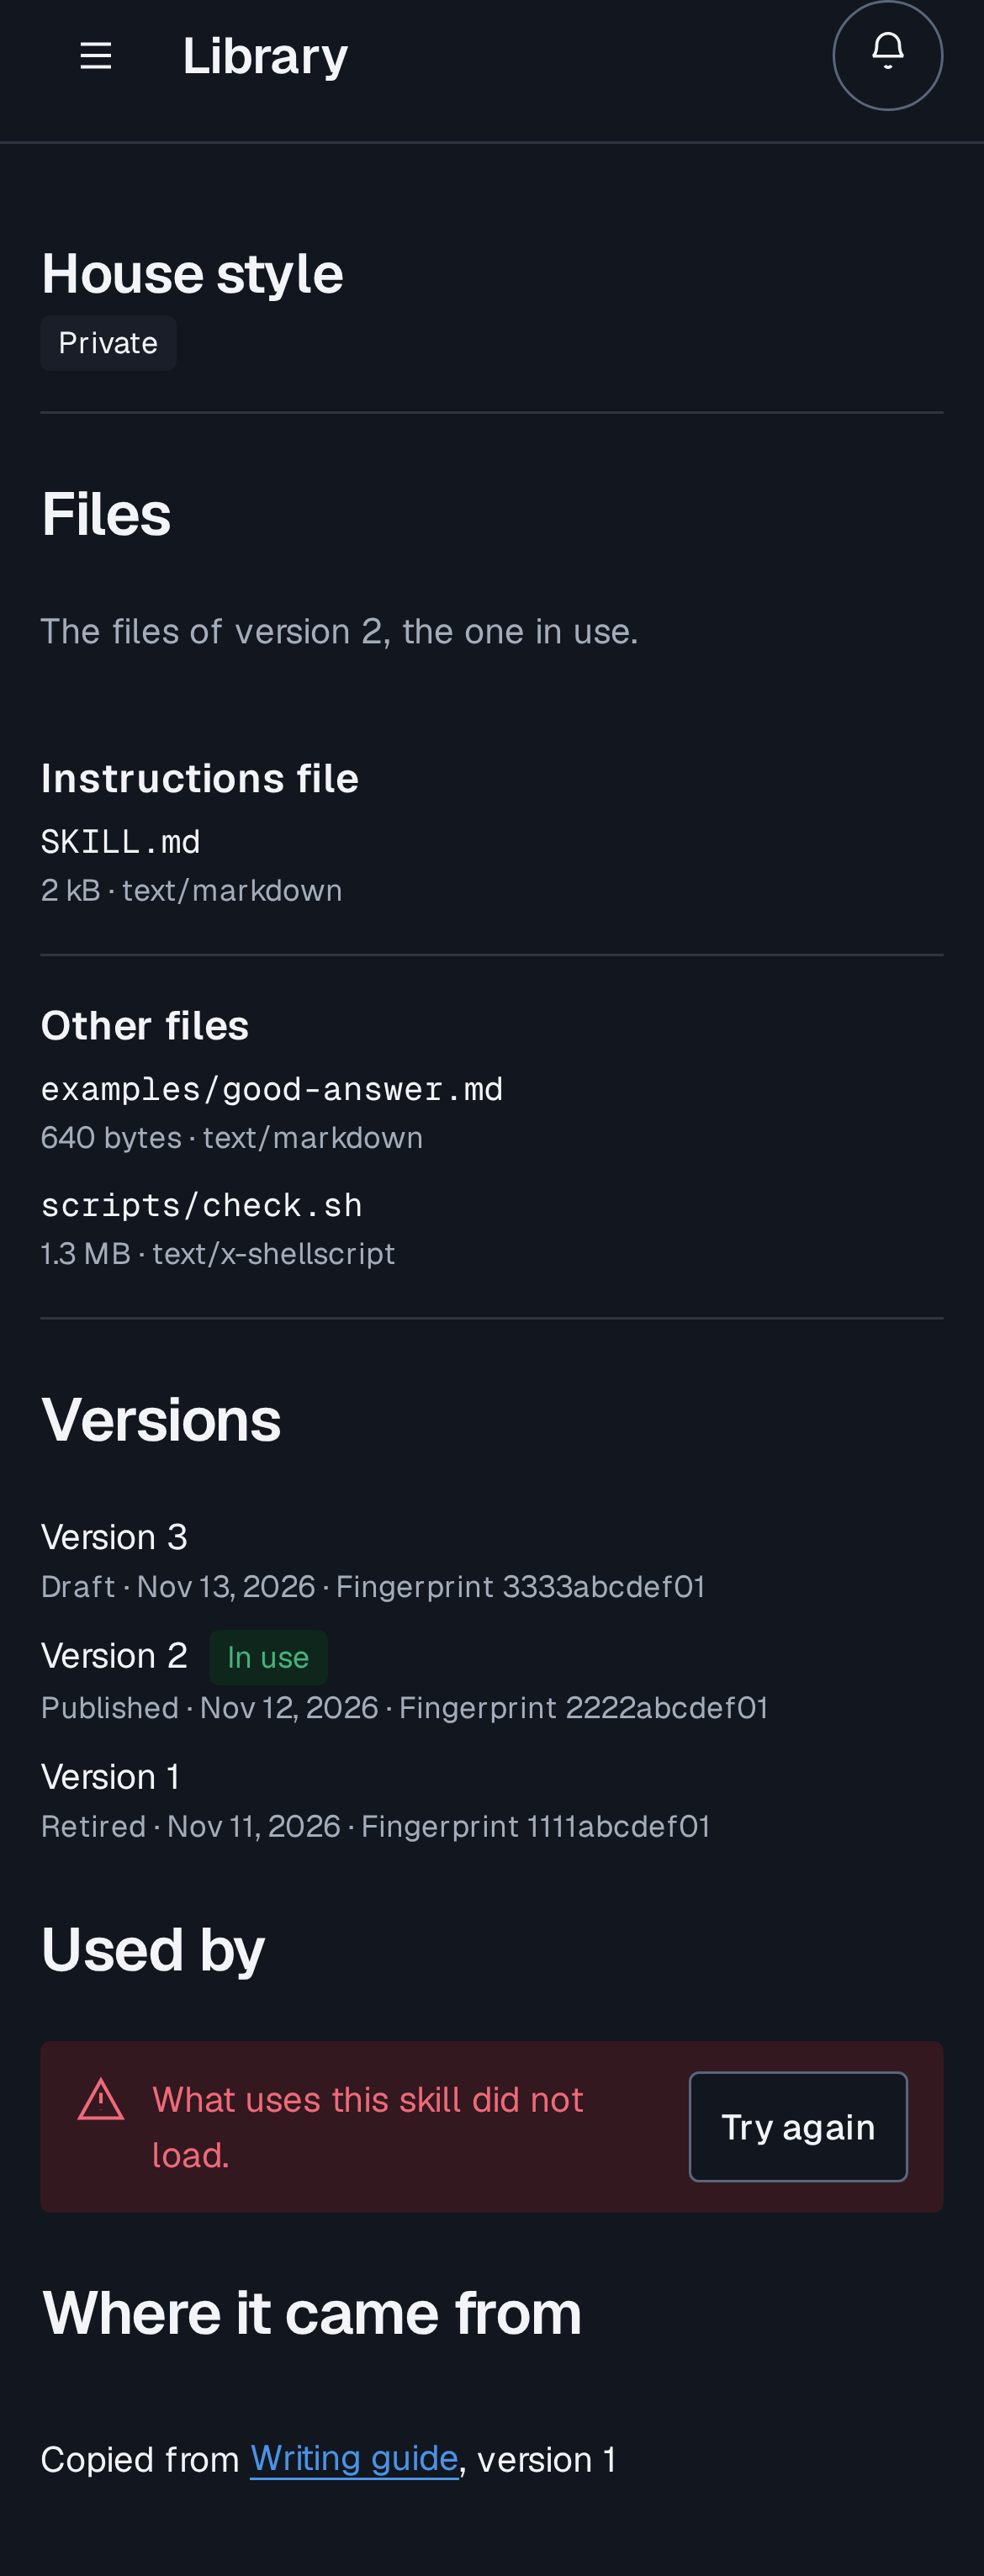 Library
House style
Private
Files
The files of version 2, the one in use.
Instructions file
SKILL.md
2 kB · text/markdown
Other files
examples/good-answer.md
640 bytes · text/markdown
scripts/check.sh
1.3 MB · text/x-shellscript
Versions
Version 3
Draft · Nov 13, 2026 · Fingerprint 3333abcdef01
Version 2 In use
Published · Nov 12, 2026 · Fingerprint 2222abcdef01
Version 1
Retired · Nov 11, 2026 · Fingerprint 1111abcdef01
Used by
What uses this skill did not
load.
Try again
Where it came from
Copied from Writing guide, version 1